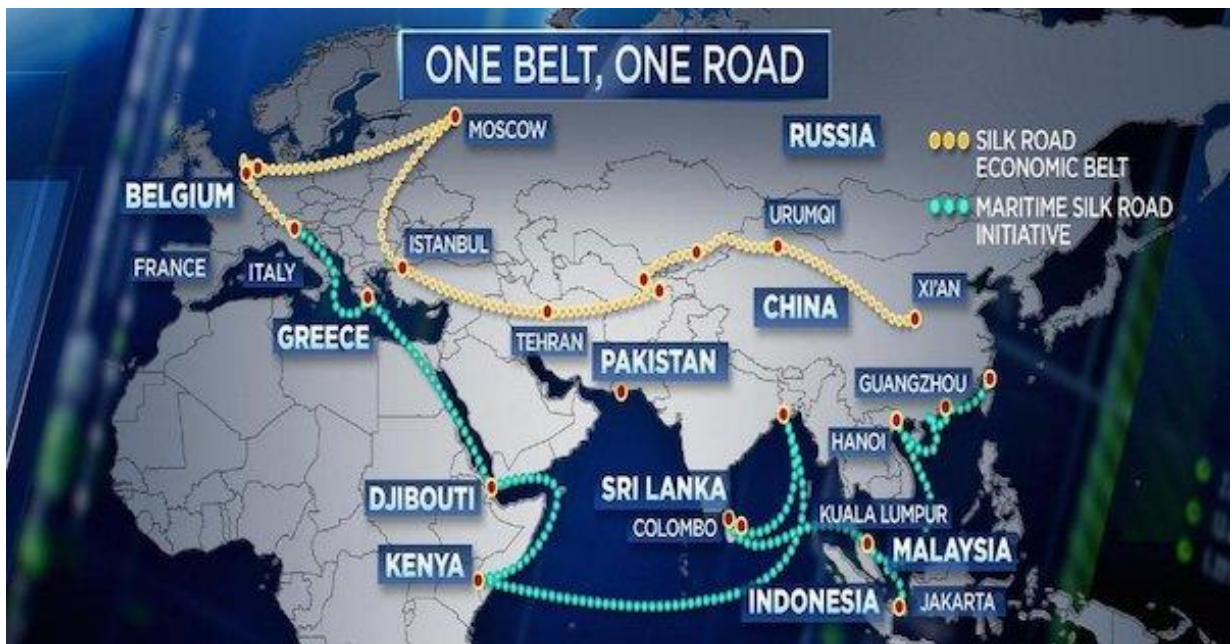 ONE BELT, ONE ROAD
MOSCOW
RUSSIA
SILK ROAD
ECONOMIC BELT
MARITIME SILK ROAD
INITIATIVE
BELGIUM
URUMQI
ISTANBUL
FRANCE
ITALY
XI'AN
CHINA
GREECE
TEHRAN
PAKISTAN
GUANGZHOU
HANOI
DJIBOUTI
SRI LANKA
COLOMBO
KUALA LUMPUR
MALAYSIA
KENYA
INDONESIA
JAKARTA